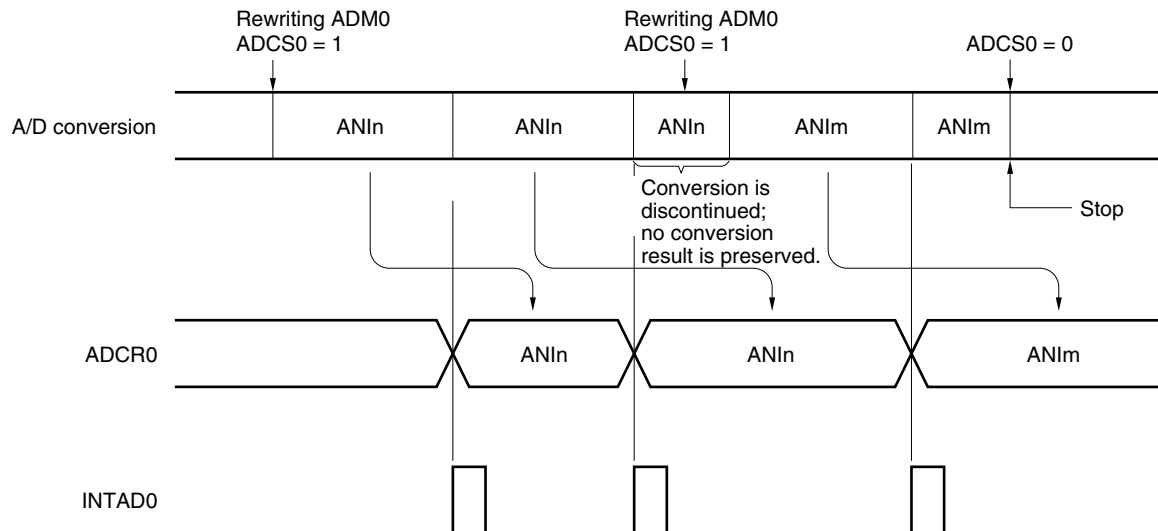 Rewriting ADM0
ADCS0 = 1
Rewriting ADM0
ADCS0 = 1
ADCS0 = 0
A/D conversion
ANIn
ANIn
ANIn
ANIm
ANIm
Conversion is
discontinued;
no conversion
result is preserved.
Stop
ADCR0
ANIn
ANIn
ANIm
INTAD0